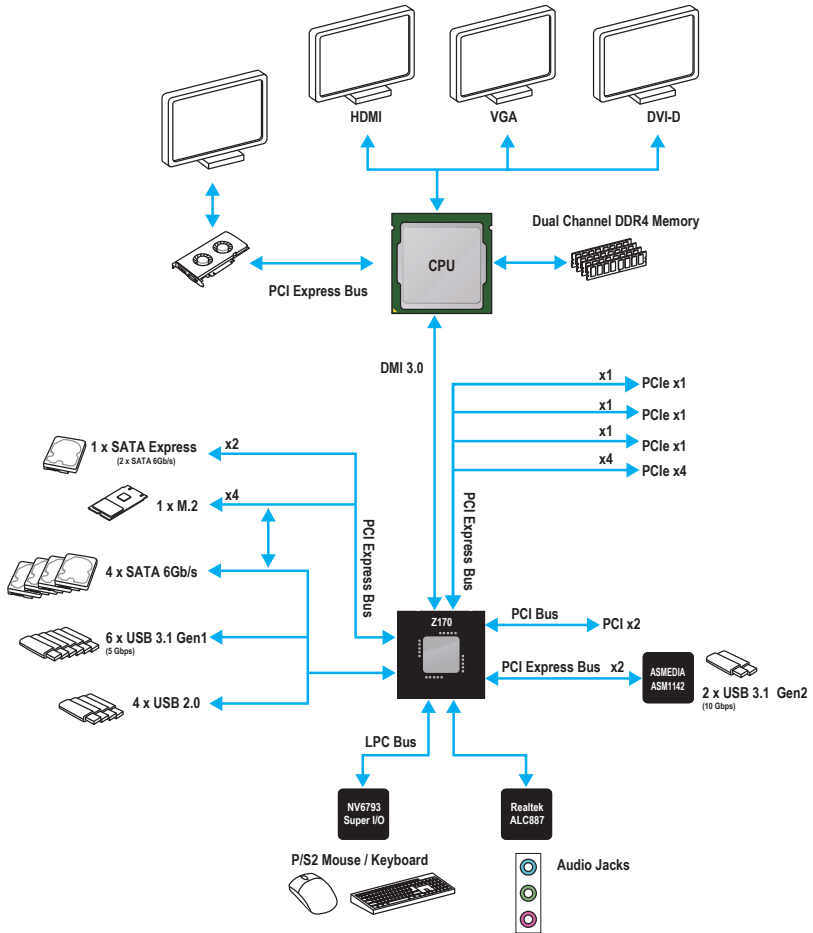 HDMI
VGA
DVI-D
Dual Channel DDR4 Memory
CPU
PCI Express Bus
DMI 3.0
x1
PCIe x1
x1
PCIe x1
x1
PCIe x1
x4
PCIe x4
1 x SATA Express
(2 x SATA 6Gb/s)
x2
x4
1 x M.2
PCI Express Bus
PCI Express Bus
4 x SATA 6Gb/s
6 x USB 3.1 Gen1
(5 Gbps)
4 x USB 2.0
Z170
PCI Bus
PCI x2
PCI Express Bus x2
ASMEDIA
ASM1142
2 x USB 3.1 Gen2
(10 Gbps)
LPC Bus
NV6793
Super I/O
Realtek
ALC887
P/S2 Mouse / Keyboard
Audio Jacks